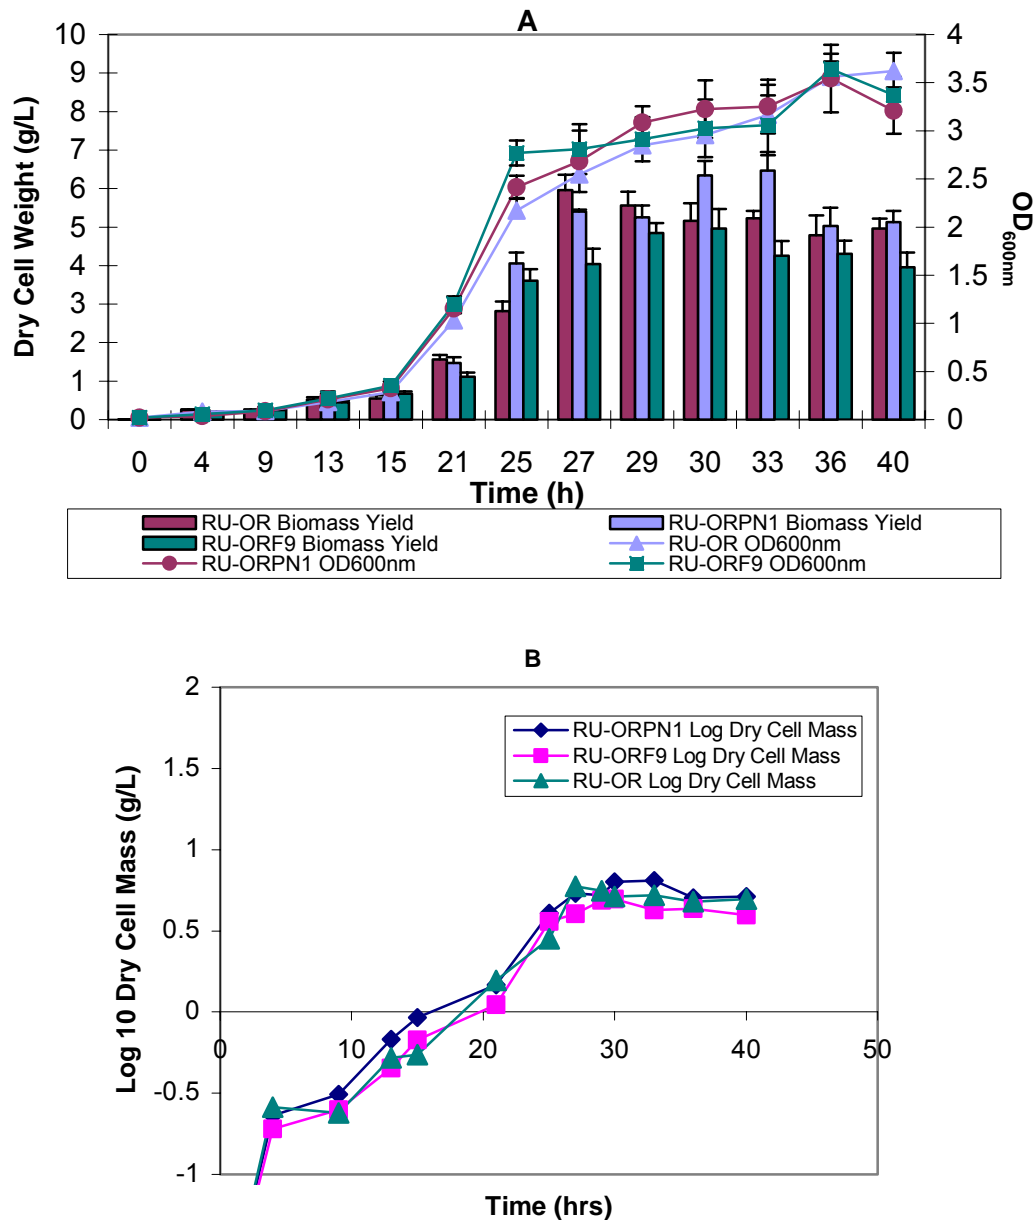 A
10
9
8
7
6
5
4
3
2
1
0
Dry Cell Weight (g/L)
4
3.5
3
2.5
2
1.5
1
0.5
0
OD600nm
0 4 9 13 15 21 25 27 29 30 33 36 40
Time (h)
RU-OR Biomass Yield RU-ORPN1 Biomass Yield
RU-ORF9 Biomass Yield RU-OR OD600nm
RU-ORPN1 OD600nm RU-ORF9 OD600nm
B
2
1.5
1
0.5
0
-0.5
-1
Log 10 Dry Cell Mass (g/L)
RU-ORPN1 Log Dry Cell Mass
RU-ORF9 Log Dry Cell Mass
RU-OR Log Dry Cell Mass
0 10 20 30 40 50
Time (hrs)